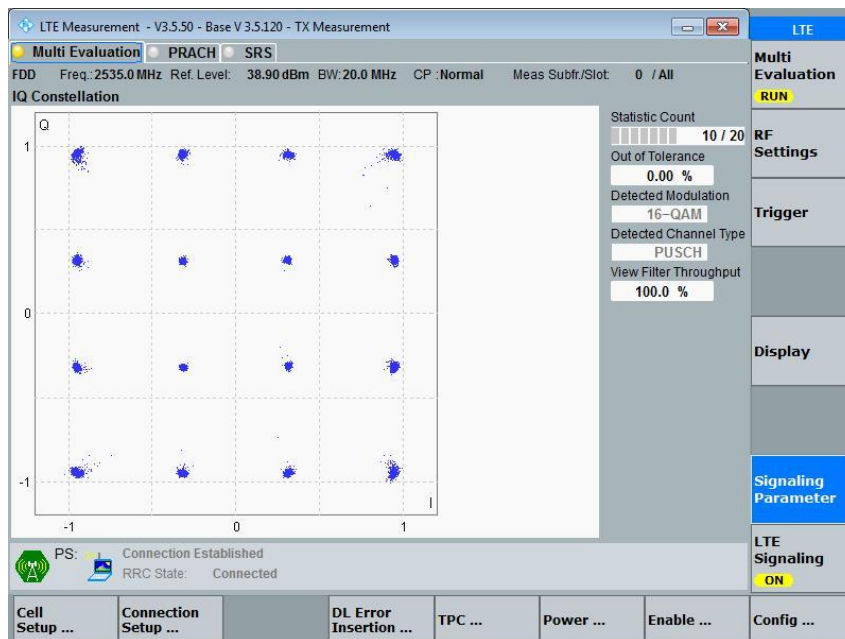 LTE Measurement - V3.5.50 - Base V 3.5.120 - TX Measurement
LTE
Multi Evaluation PRACH SRS
FDD Freq.: 2535.0 MHz Ref. Level: 38.90 dBm BW: 20.0 MHz CP : Normal Meas Subfr./Slot: 0 / All
IQ Constellation
Q
1
0
-1
-1 0 1
I
Statistic Count
10 / 20
Out of Tolerance
0.00 %
Detected Modulation
16-QAM
Detected Channel Type
PUSCH
View Filter Throughput
100.0 %
Multi
Evaluation
RUN
RF
Settings
Trigger
Display
Signaling
Parameter
LTE
Signaling
ON
PS: Connection Established
RRC State: Connected
Cell
Setup ...
Connection
Setup ...
DL Error
Insertion ...
TPC ...
Power ...
Enable ...
Config ...